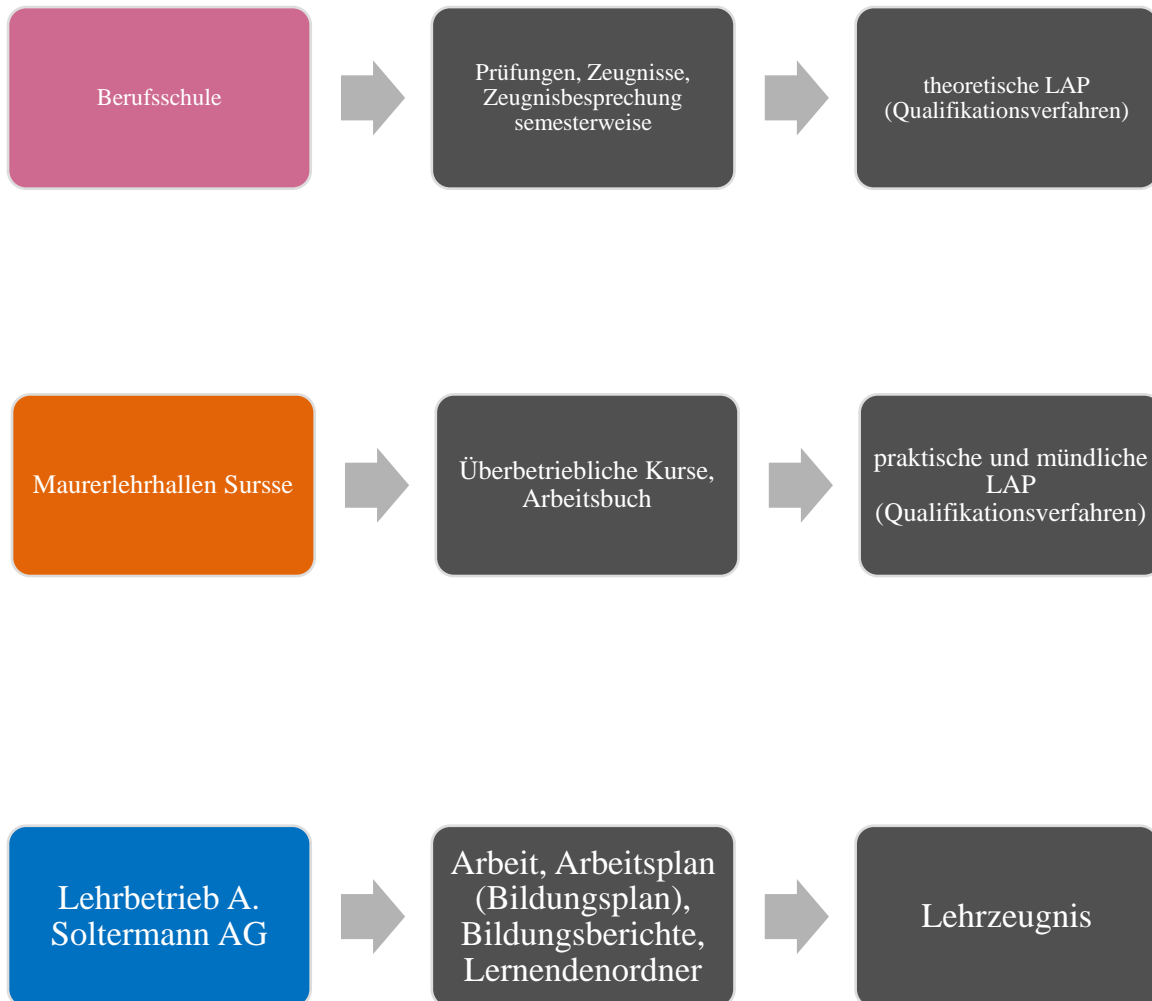 Berufsschule
Prüfungen, Zeugnisse,
Zeugnisbesprechung
semesterweise
theoretische LAP
(Qualifikationsverfahren)
Maurerlehrhallen Sursse
Überbetriebliche Kurse,
Arbeitsbuch
praktische und mündliche
LAP
(Qualifikationsverfahren)
Lehrbetrieb A.
Soltermann AG
Arbeit, Arbeitsplan
(Bildungsplan),
Bildungsberichte,
Lernendenordner
Lehrzeugnis